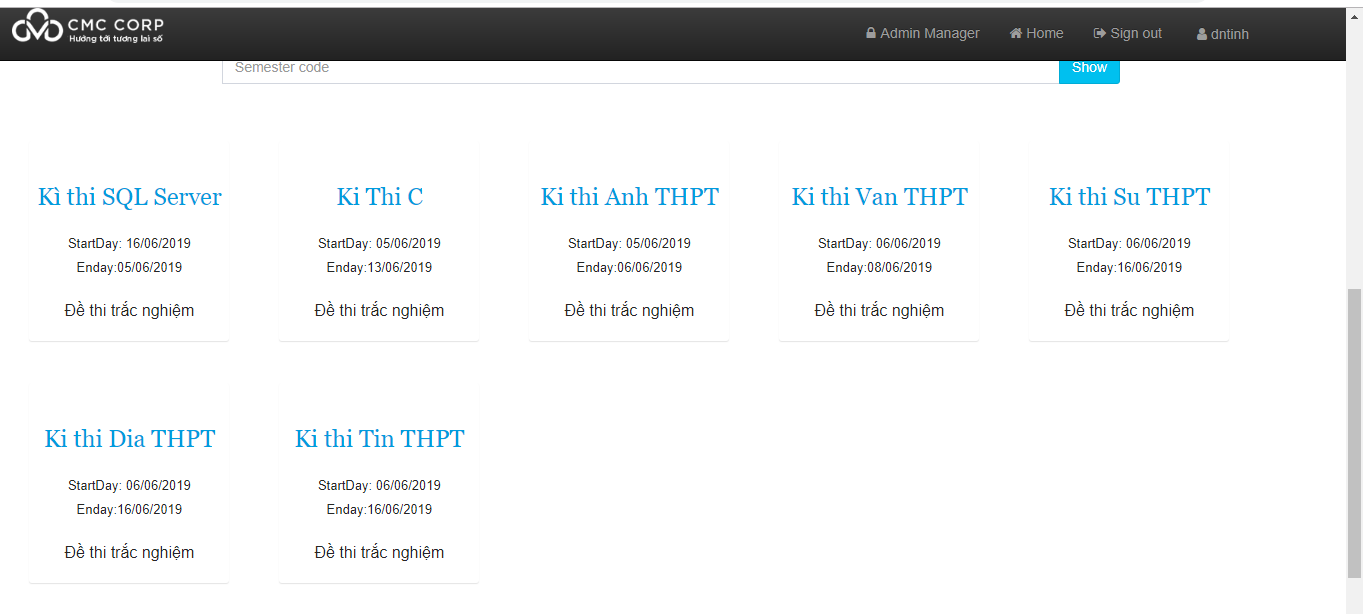 CMC CORP
Hướng tới tương lai số
Admin Manager
Home
Sign out
dntinh
Semester code
Show
Kì thi SQL Server
StartDay: 16/06/2019
Enday:05/06/2019
Đề thi trắc nghiệm
Ki Thi C
StartDay: 05/06/2019
Enday:13/06/2019
Đề thi trắc nghiệm
Ki thi Anh THPT
StartDay: 05/06/2019
Enday:06/06/2019
Đề thi trắc nghiệm
Ki thi Van THPT
StartDay: 06/06/2019
Enday:08/06/2019
Đề thi trắc nghiệm
Ki thi Su THPT
StartDay: 06/06/2019
Enday:16/06/2019
Đề thi trắc nghiệm
Ki thi Dia THPT
StartDay: 06/06/2019
Enday:16/06/2019
Đề thi trắc nghiệm
Ki thi Tin THPT
StartDay: 06/06/2019
Enday:16/06/2019
Đề thi trắc nghiệm